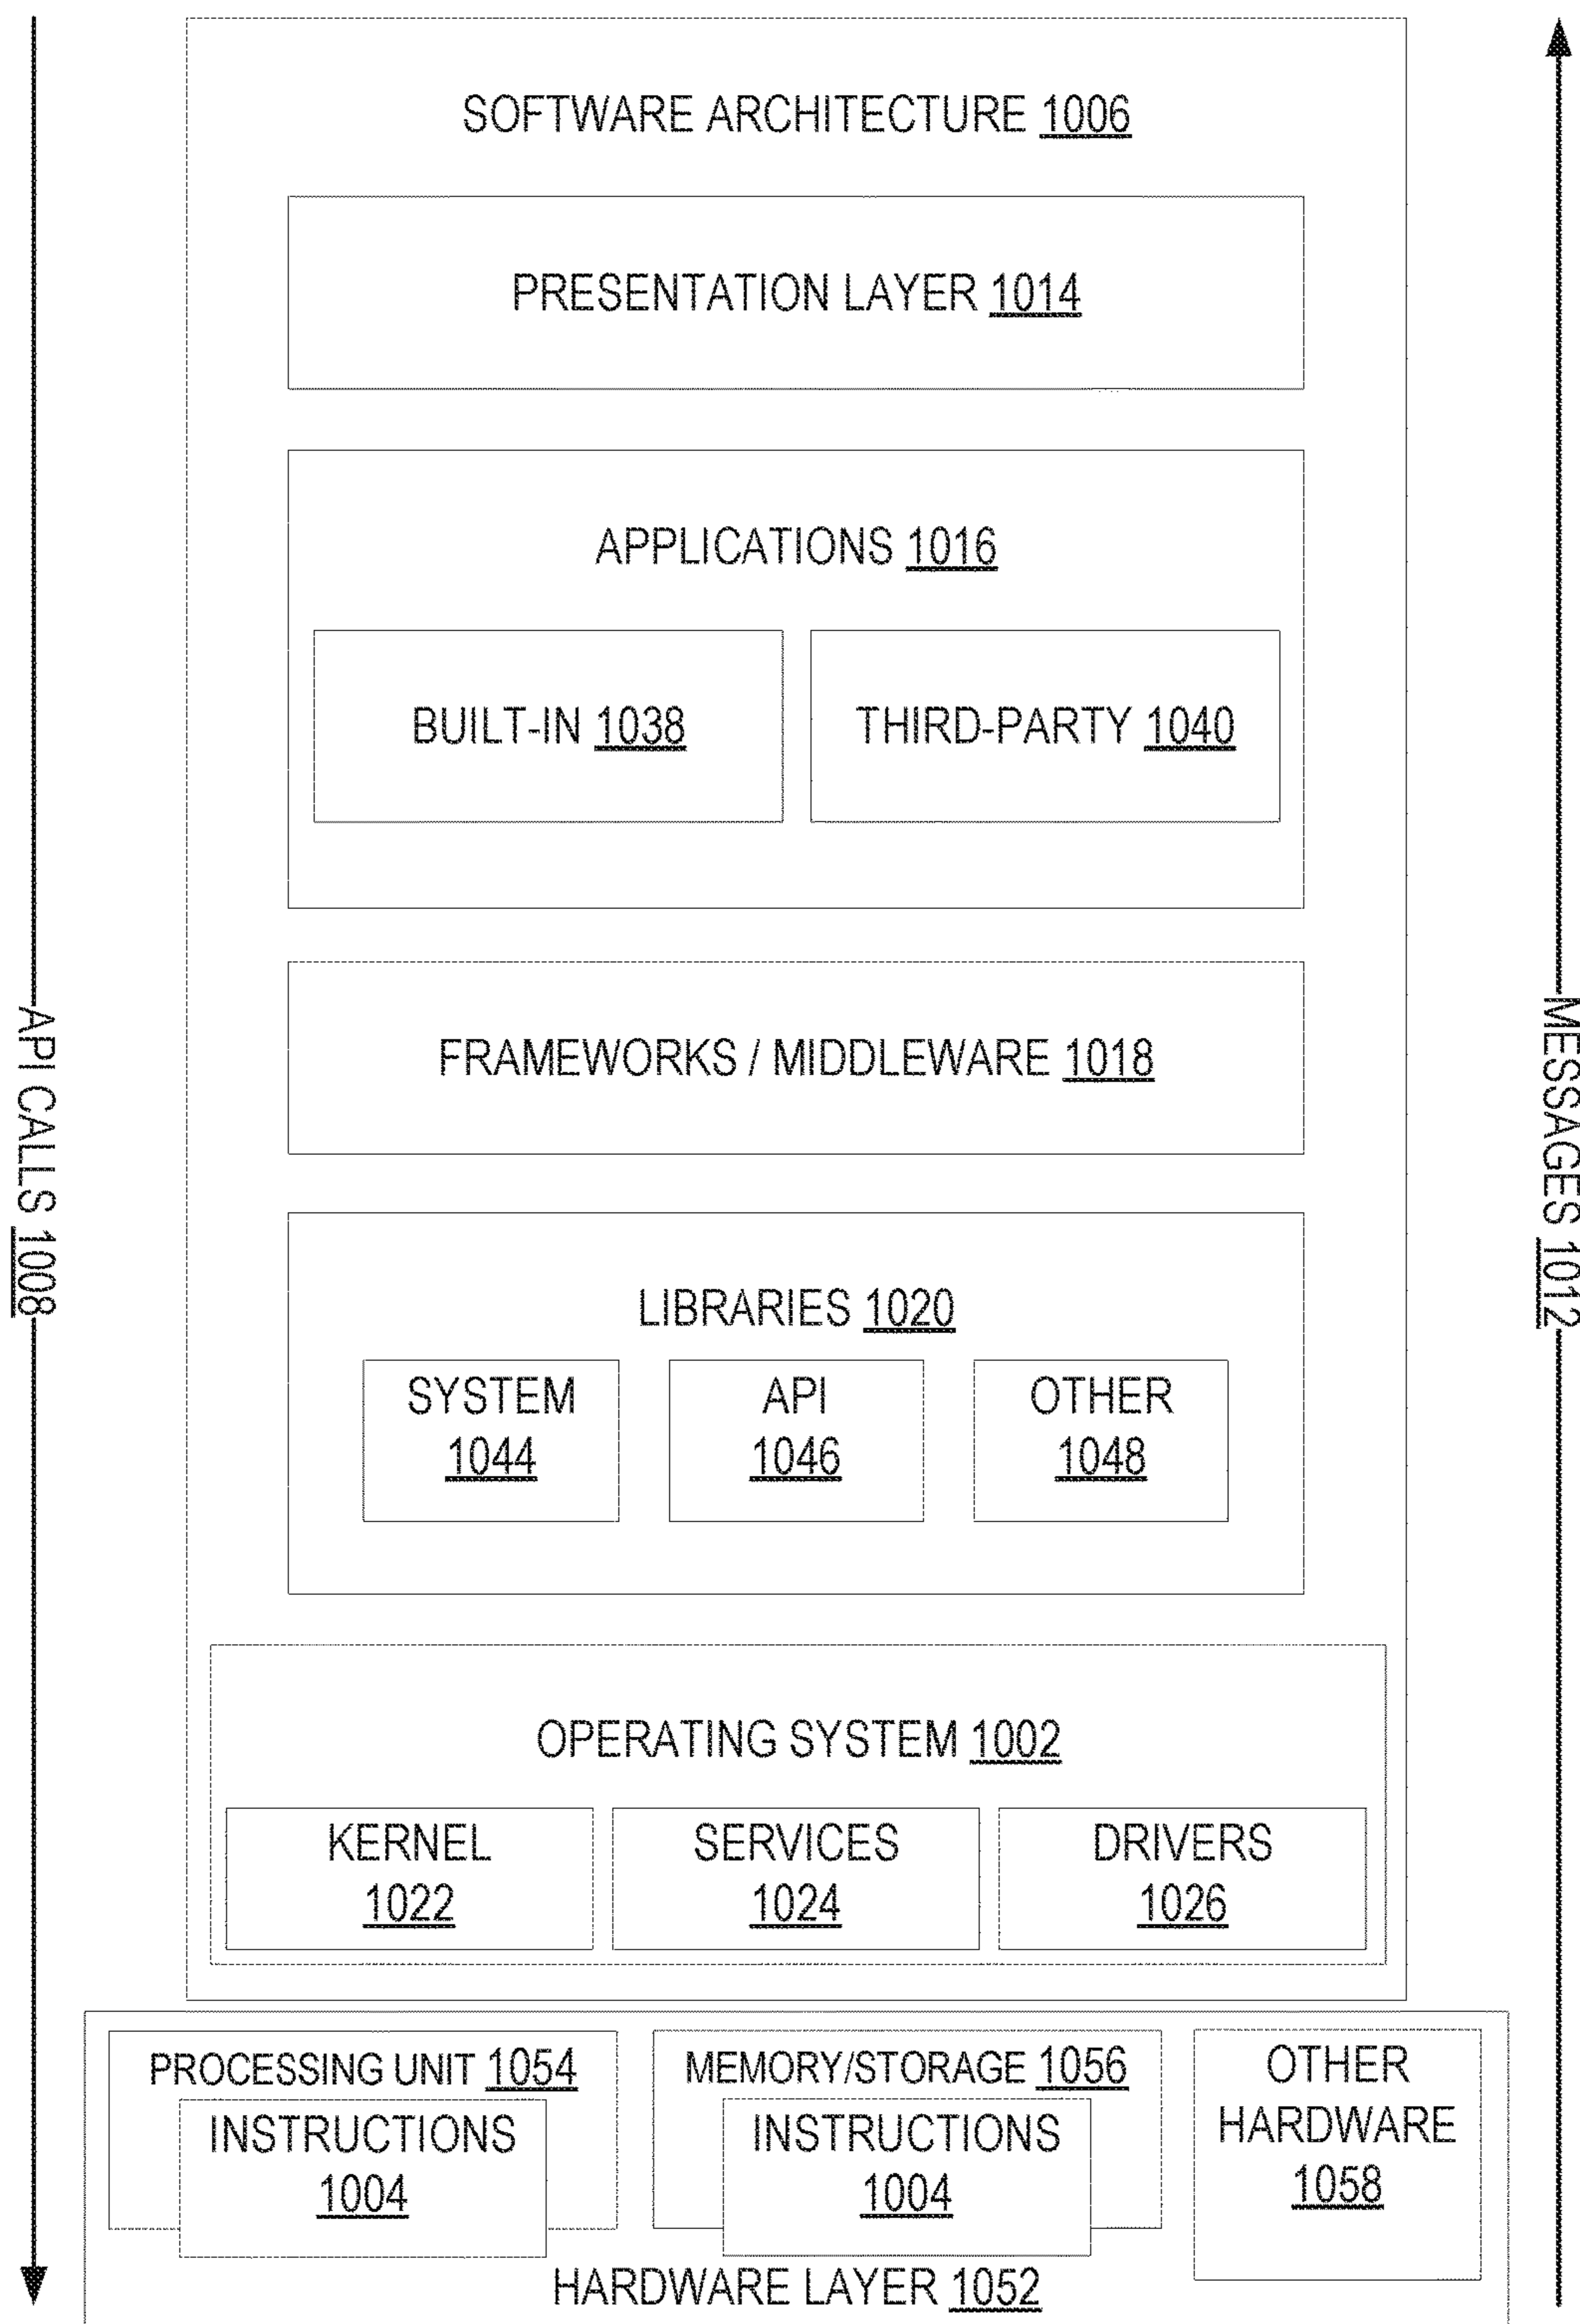 SOFTWARE ARCHITECTURE 1006
PRESENTATION LAYER 1014
APPLICATIONS 1016
BUILT-IN 1038
THIRD-PARTY 1040
FRAMEWORKS / MIDDLEWARE 1018
API CALLS 1008
MESSAGES 1012
LIBRARIES 1020
SYSTEM
1044
API
1046
OTHER
1048
OPERATING SYSTEM 1002
KERNEL
1022
SERVICES
1024
DRIVERS
1026
PROCESSING UNIT 1054
INSTRUCTIONS
1004
MEMORY/STORAGE 1056
INSTRUCTIONS
1004
OTHER
HARDWARE
1058
HARDWARE LAYER 1052